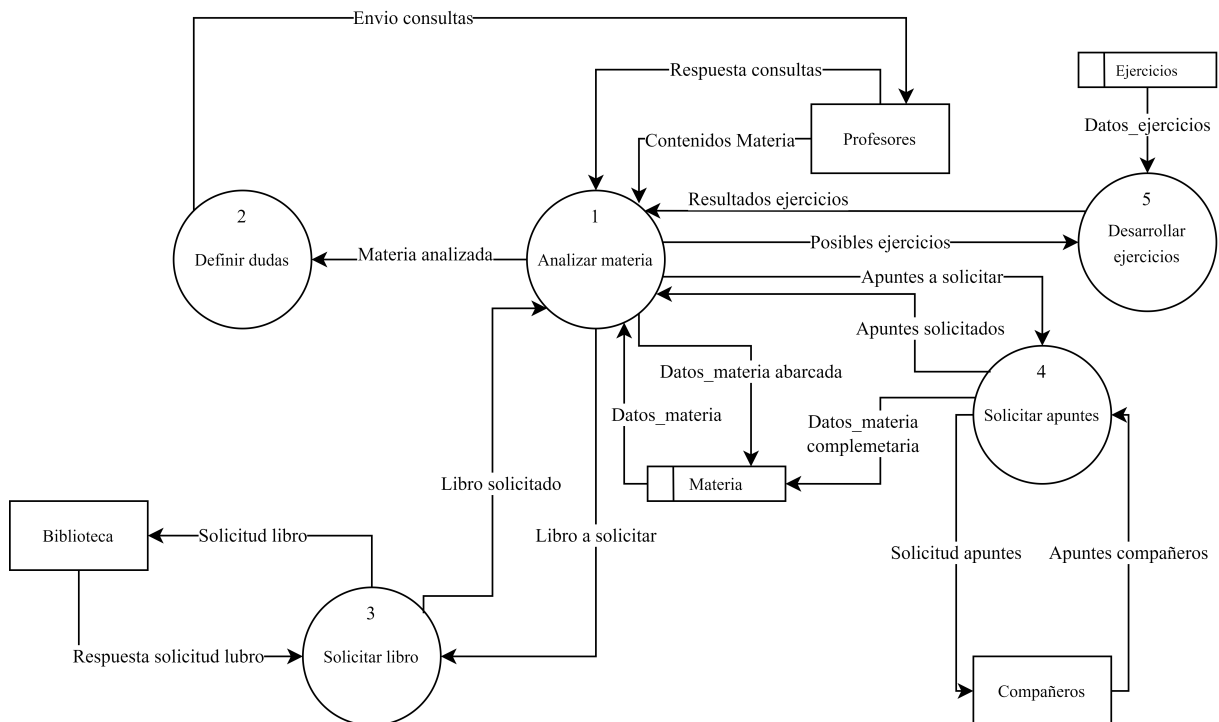 Envio consultas
Respuesta consultas
Ejercicios
Contenidos Materia
Profesores
Datos_ejercicios
2
Definir dudas
Materia analizada
1
Analizar materia
Resultados ejercicios
Posibles ejercicios
5
Desarrollar
ejercicios
Apuntes a solicitar
Apuntes solicitados
Datos_materia abarcada
Datos_materia
4
Solicitar apuntes
Datos_materia
complemetaria
Materia
Libro solicitado
Libro a solicitar
Biblioteca
Solicitud libro
Solicitud apuntes
Apuntes compañeros
3
Solicitar libro
Respuesta solicitud lubro
Compañeros